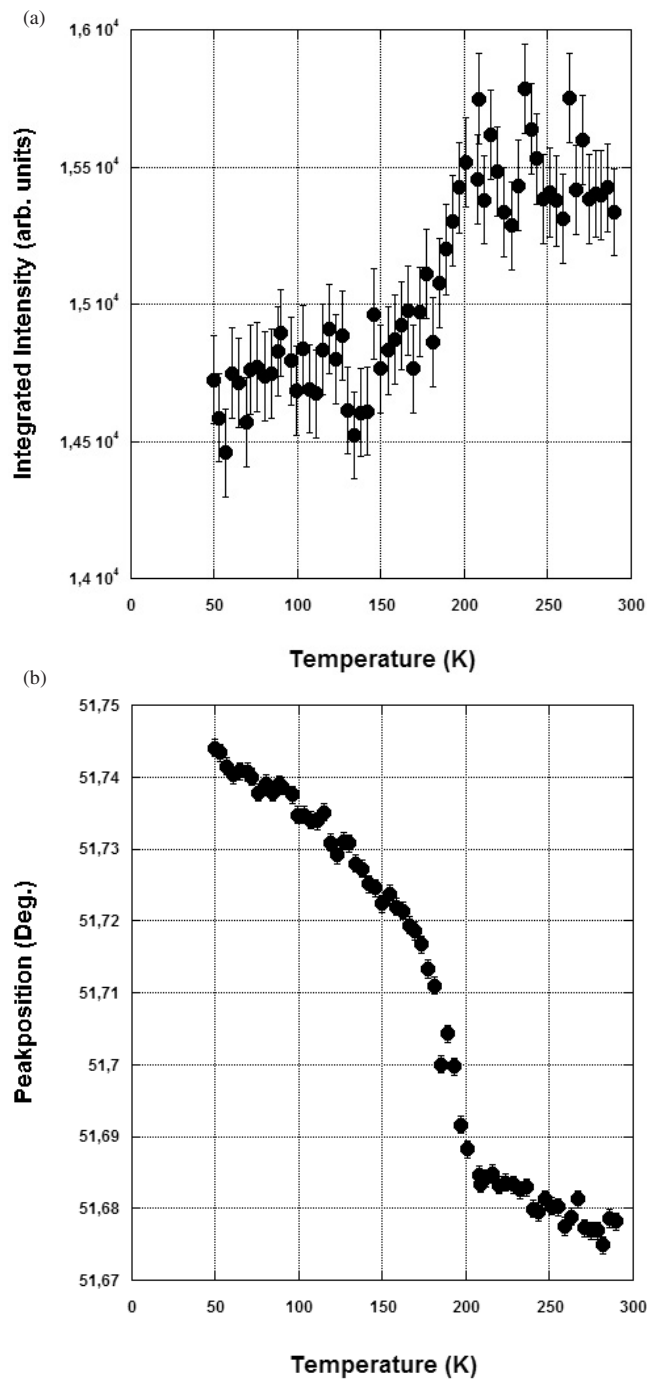 (a)
1,6 10⁴
1,55 10⁴
1,5 10⁴
1,45 10⁴
1,4 10⁴
Integrated Intensity (arb. units)
0 50 100 150 200 250 300
Temperature (K)
(b)
51,75
51,74
51,73
51,72
51,71
51,7
51,69
51,68
51,67
Peakposition (Deg.)
0 50 100 150 200 250 300
Temperature (K)